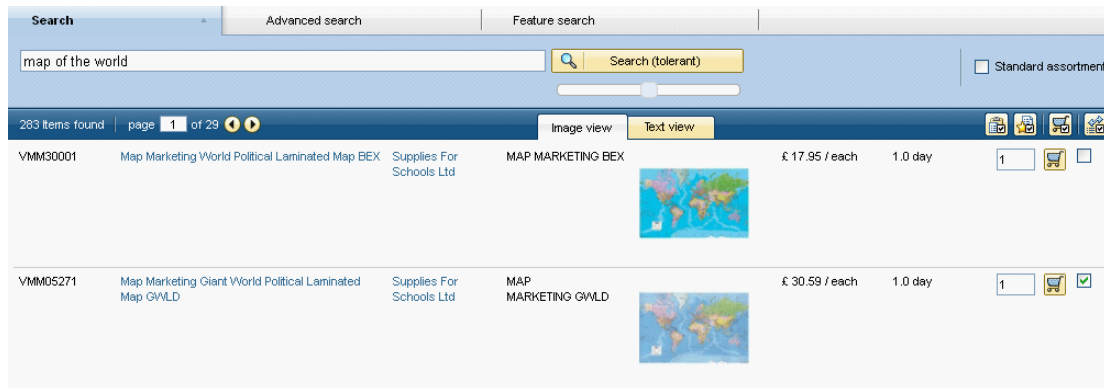 Search
Advanced search
Feature search
map of the world
Search (tolerant)
Standard assortment
283 Items found
page 1 of 29
Image view
Text view
VMM30001
Map Marketing World Political Laminated Map BEX
Supplies For
Schools Ltd
MAP MARKETING BEX
£ 17.95 / each
1.0 day
1
VMM05271
Map Marketing Giant World Political Laminated
Map GWLD
Supplies For
Schools Ltd
MAP
MARKETING GWLD
£ 30.59 / each
1.0 day
1